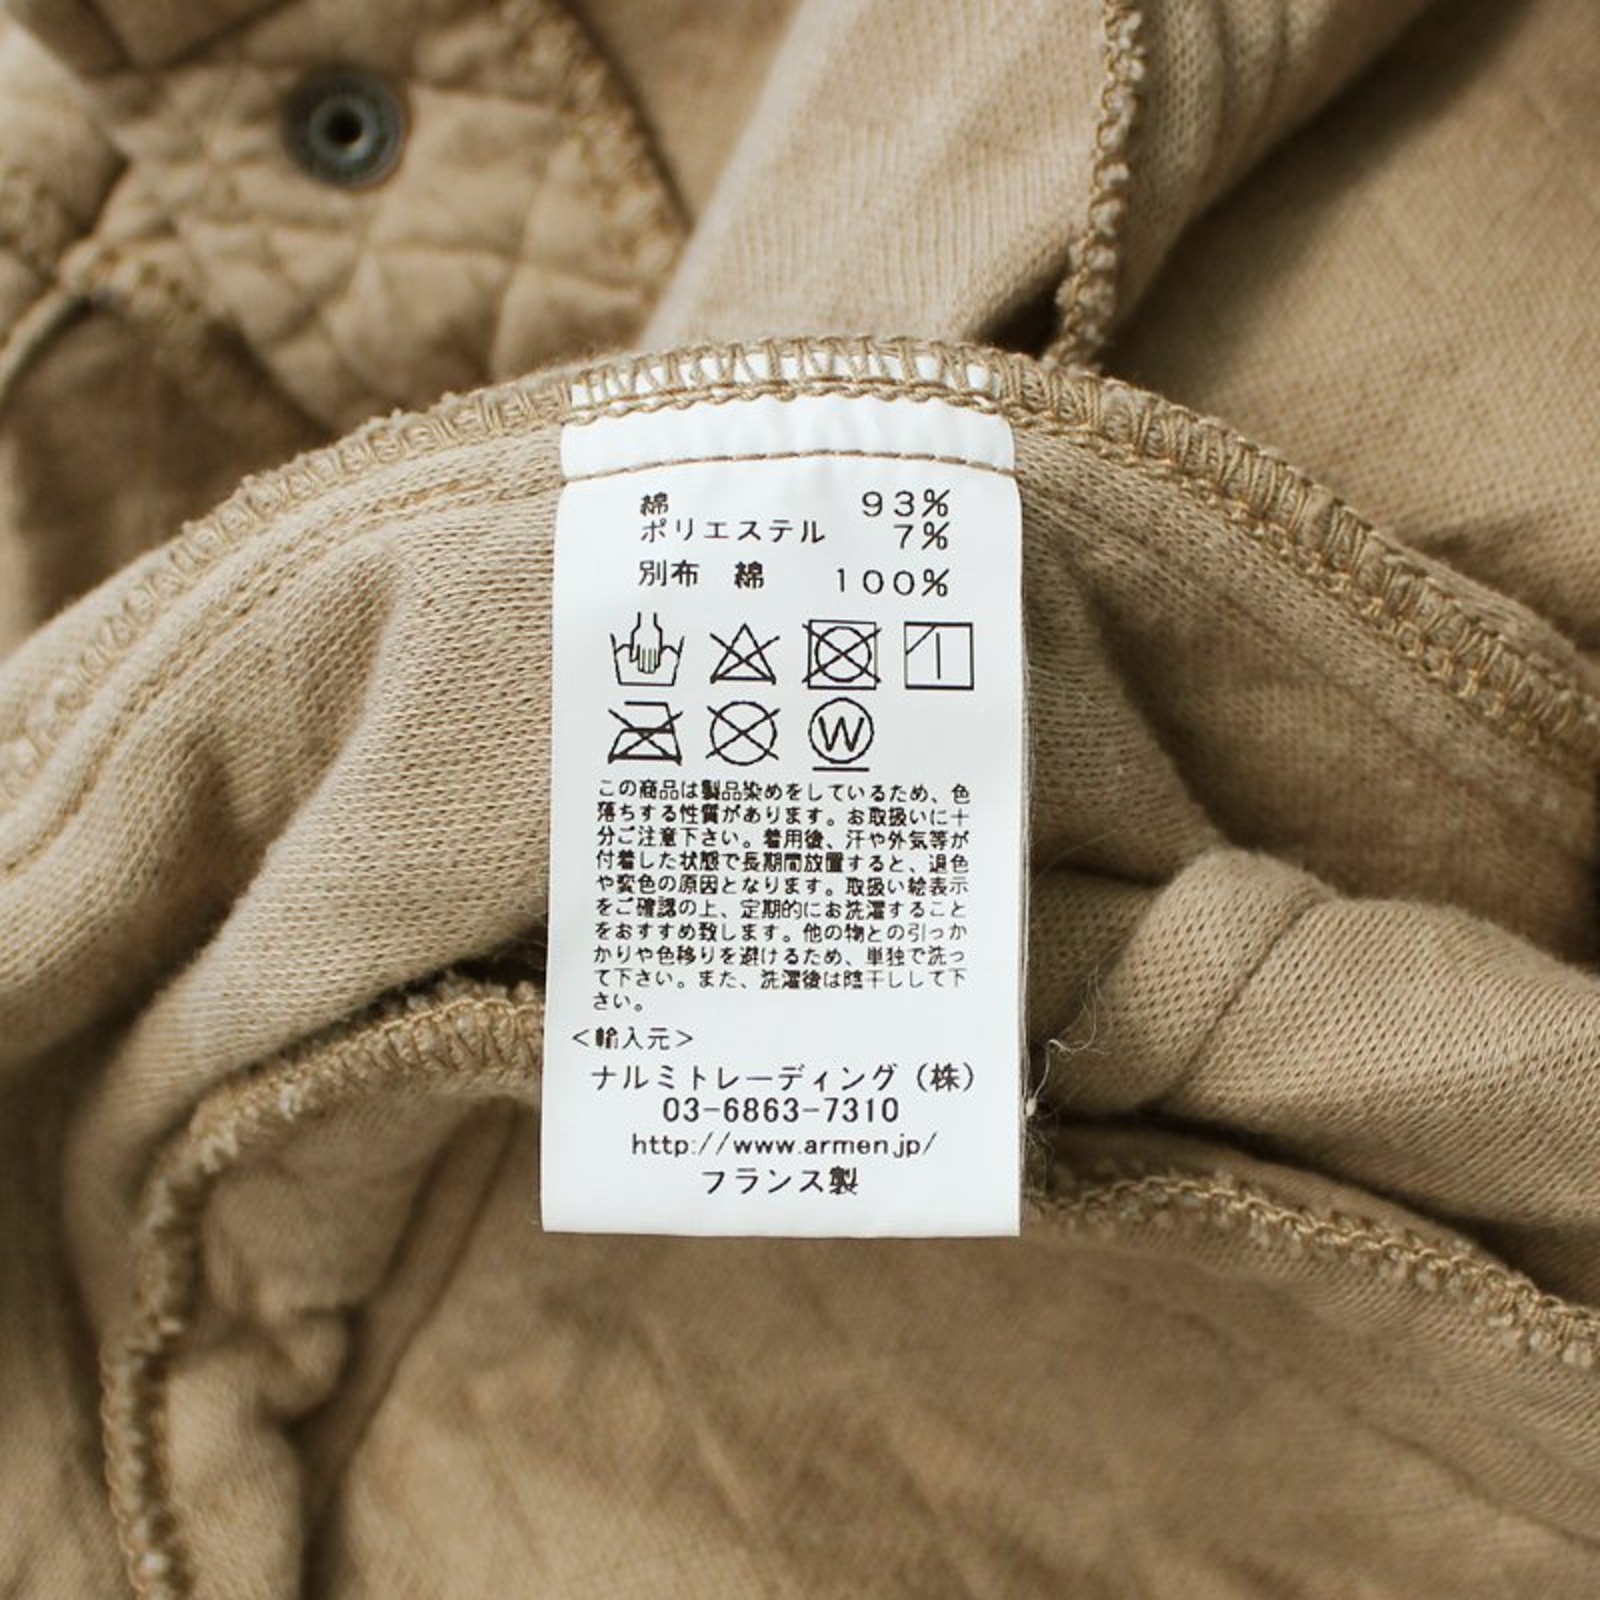 綿 93%
ポリエステル 7%
別布 綿 100%
W
この商品は製品染めをしているため、色
落ちする性質があります。お取扱いに十
分ご注意下さい。着用後、汗や外気等が
付着した状態で長期間放置すると、退色
や変色の原因となります。取扱い絵表示
をご確認の上、定期的にお洗濯すること
をおすすめ致します。他の物との引っか
かりや色移りを避けるため、単独で洗っ
て下さい。また、洗濯後は陰干しして下
さい。
<輸入元>
ナルミトレーディング(株)
03-6863-7310
http://www.armen.jp/
フランス製